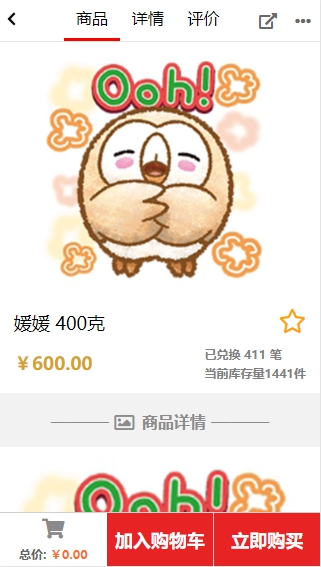 商品 详情 评价
Ooh!
媛媛 400克
￥600.00
已兑换 411 笔
当前库存量1441件
商品详情
Ooh!
总价: ￥0.00
加入购物车
立即购买